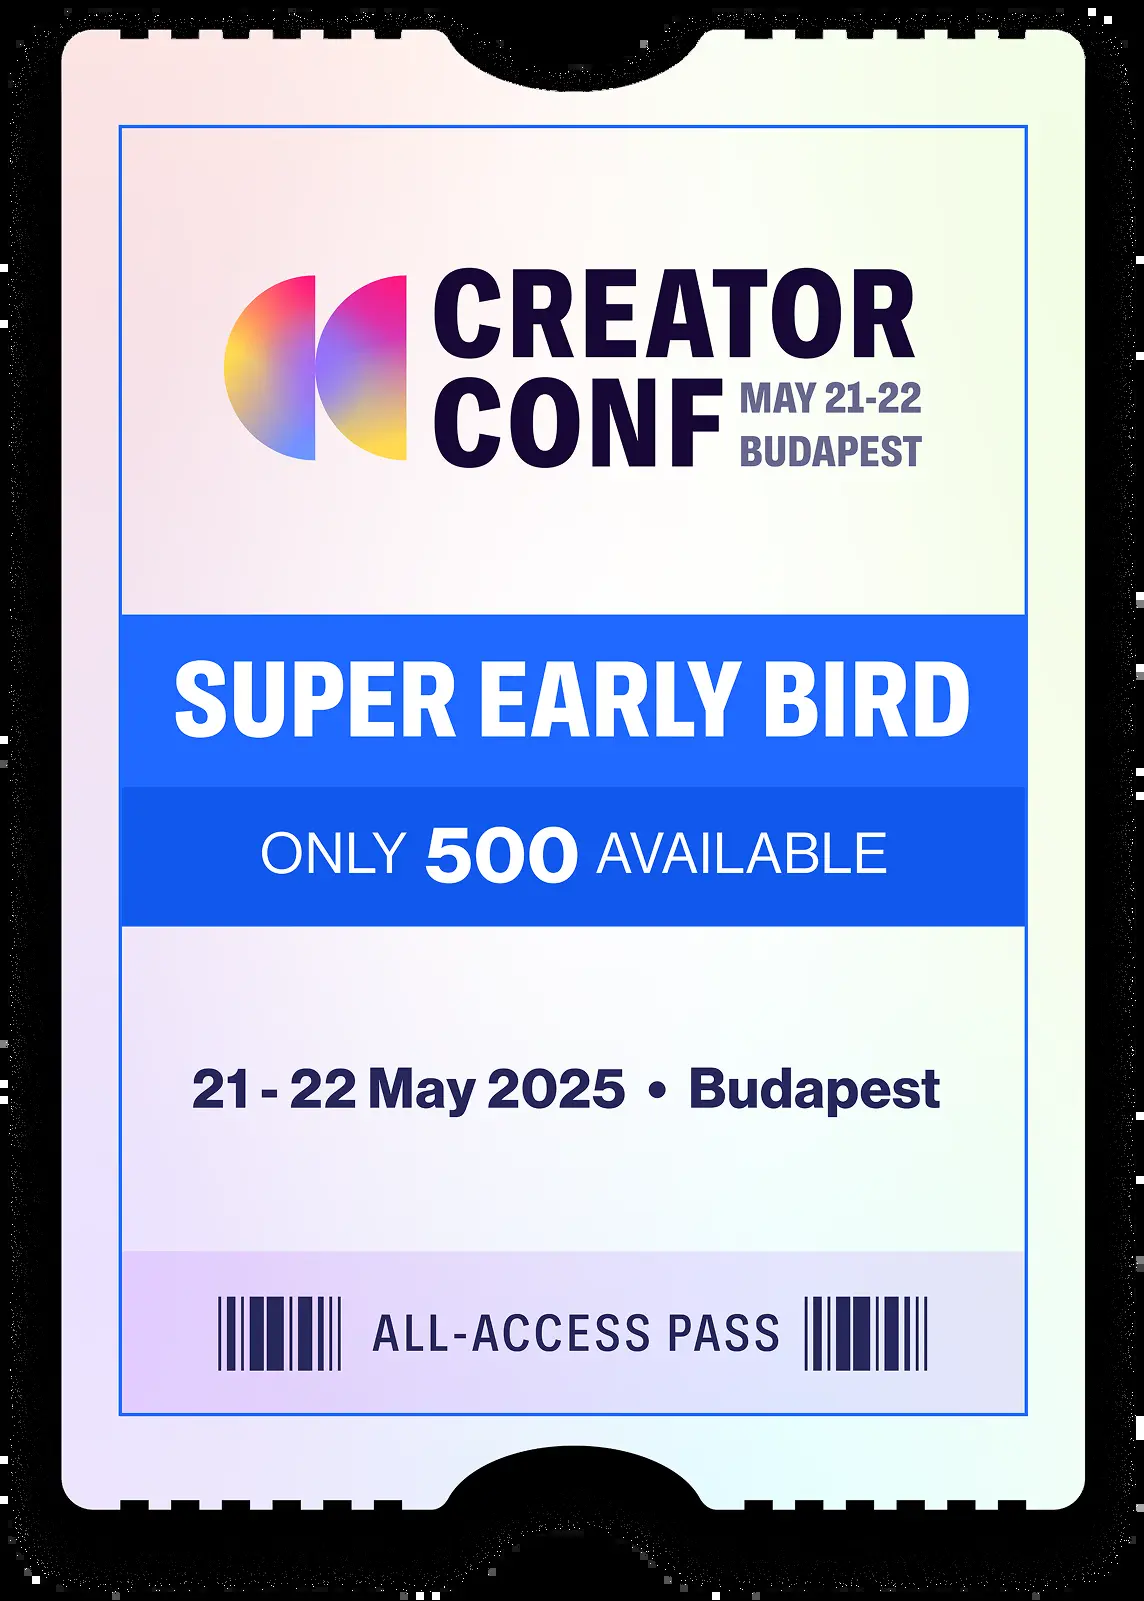 CREATOR
CONF
MAY 21-22
BUDAPEST
SUPER EARLY BIRD
ONLY 500 AVAILABLE
21 - 22 May 2025 • Budapest
ALL-ACCESS PASS